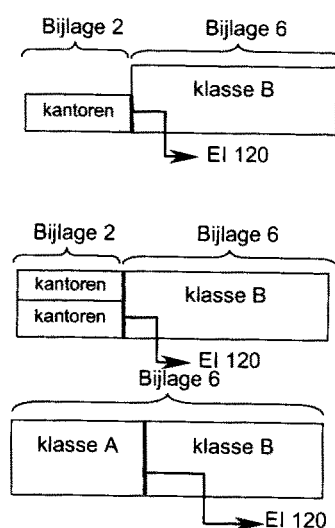 Bijlage 2 Bijlage 6
klasse B
kantoren
EI 120
Bijlage 2 Bijlage 6
kantoren klasse B
kantoren
EI 120
Bijlage 6
klasse A klasse B
EI 120